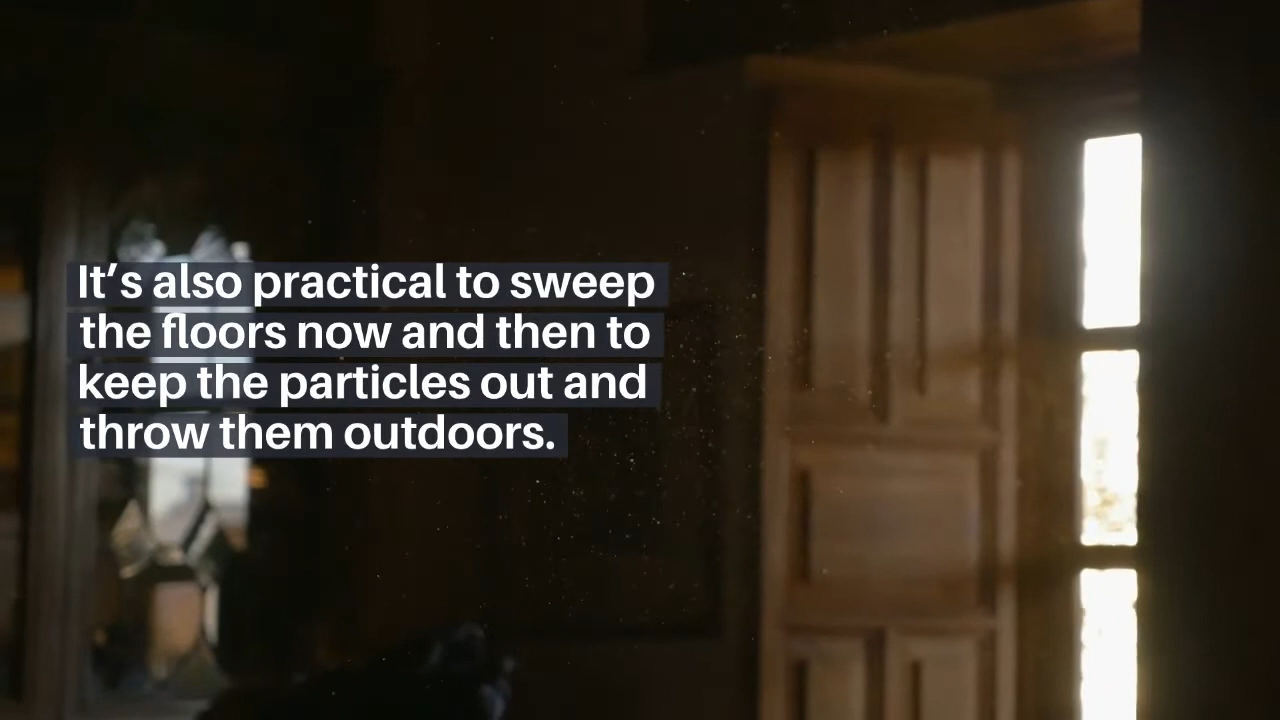 It’s also practical to sweep
the floors now and then to
keep the particles out and
throw them outdoors.